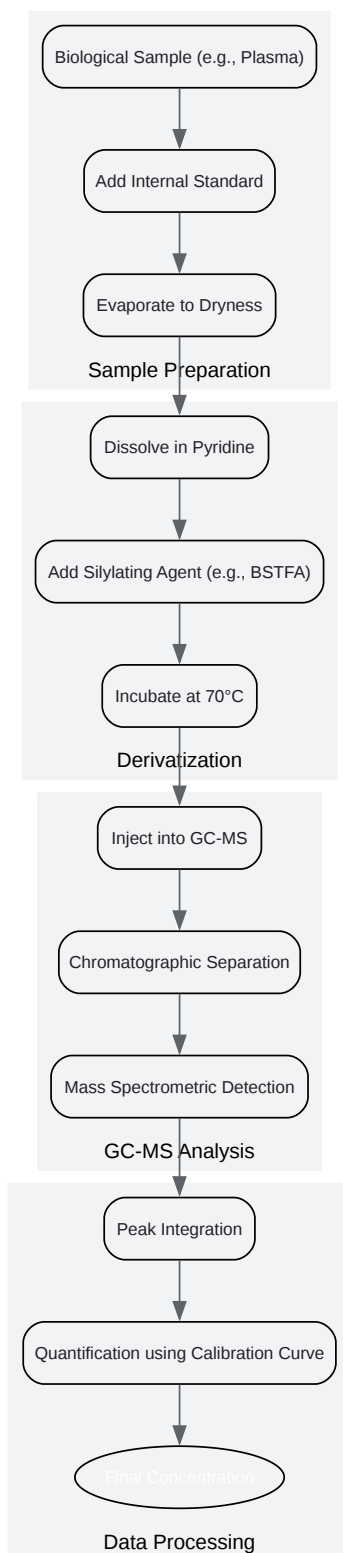 Biological Sample (e.g., Plasma)
Add Internal Standard
Evaporate to Dryness
Sample Preparation
Dissolve in Pyridine
Add Silylating Agent (e.g., BSTFA)
Incubate at 70°C
Derivatization
Inject into GC-MS
Chromatographic Separation
Mass Spectrometric Detection
GC-MS Analysis
Peak Integration
Quantification using Calibration Curve
Final Concentration
Data Processing